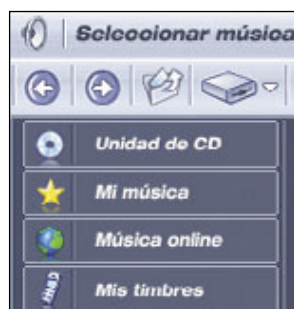 Seleccionar música
Unidad de CD
Mi música
Música online
Mis timbres